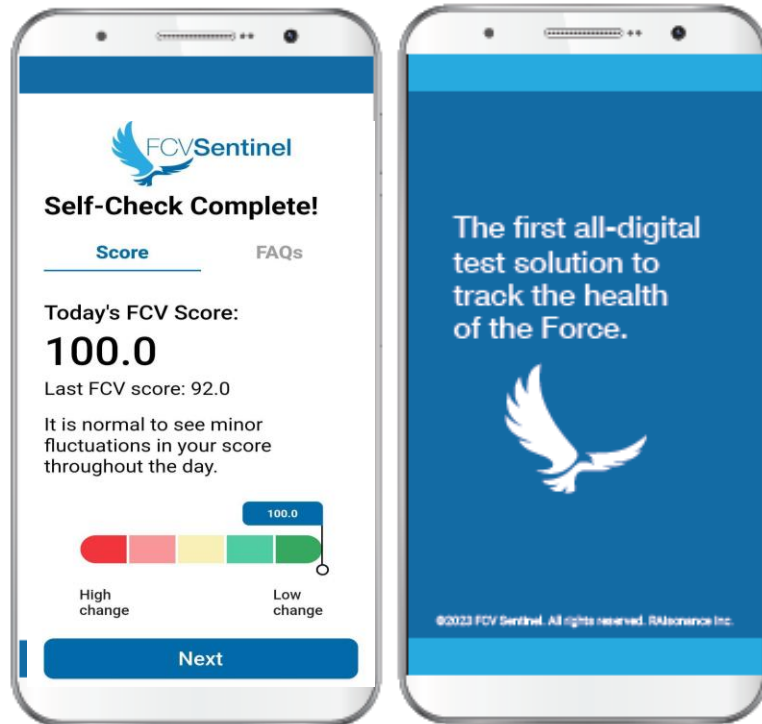 FCVSentinel
Self-Check Complete!
Score FAQs
Today's FCV Score:
100.0
Last FCV score: 92.0
It is normal to see minor
fluctuations in your score
throughout the day.
100.0
High
change
Low
change
Next
The first all-digital
test solution to
track the health
of the Force.
©2023 FCV Sentinel. All rights reserved. RAIsonance Inc.